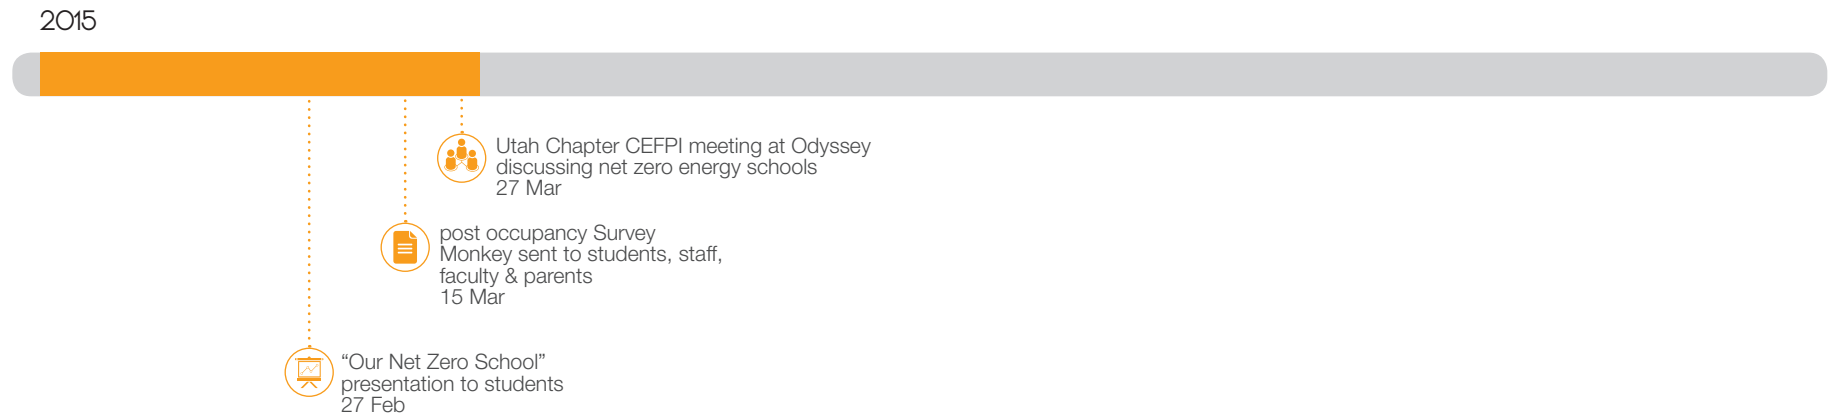 2015
Utah Chapter CEFPI meeting at Odyssey
discussing net zero energy schools
27 Mar
post occupancy Survey
Monkey sent to students, staff,
faculty & parents
15 Mar
“Our Net Zero School”
presentation to students
27 Feb